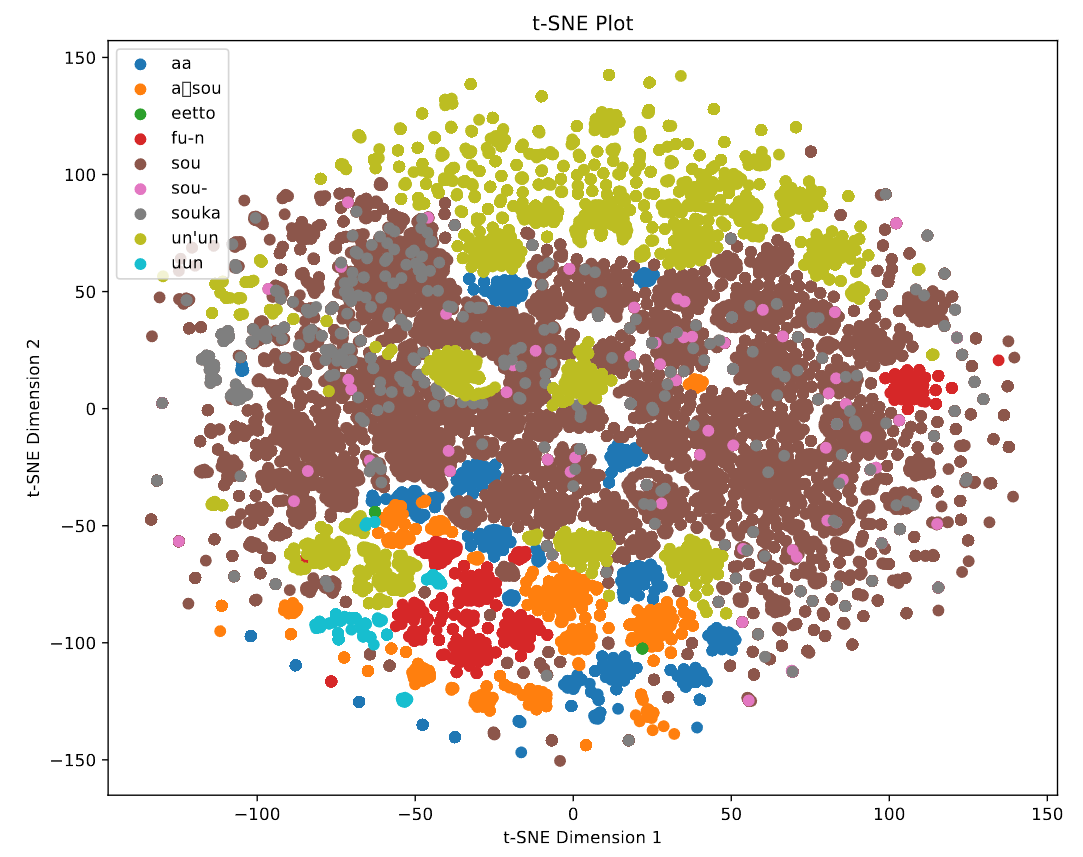 t-SNE Plot
150
100
50
0
−50
−100
−150
t-SNE Dimension 2
aa
a▯sou
eetto
fu-n
sou
sou-
souka
un'un
uun
−100
−50
0
50
100
150
t-SNE Dimension 1